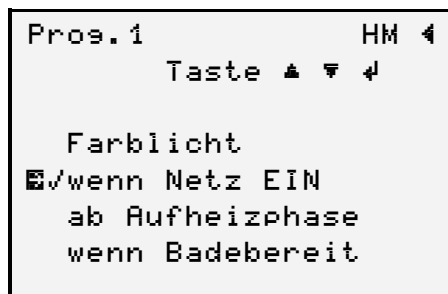 Prog.1 HM ◀
Taste ▲ ▼ ↲
Farblicht
➔√wenn Netz EIN
ab Aufheizphase
wenn Badebereit